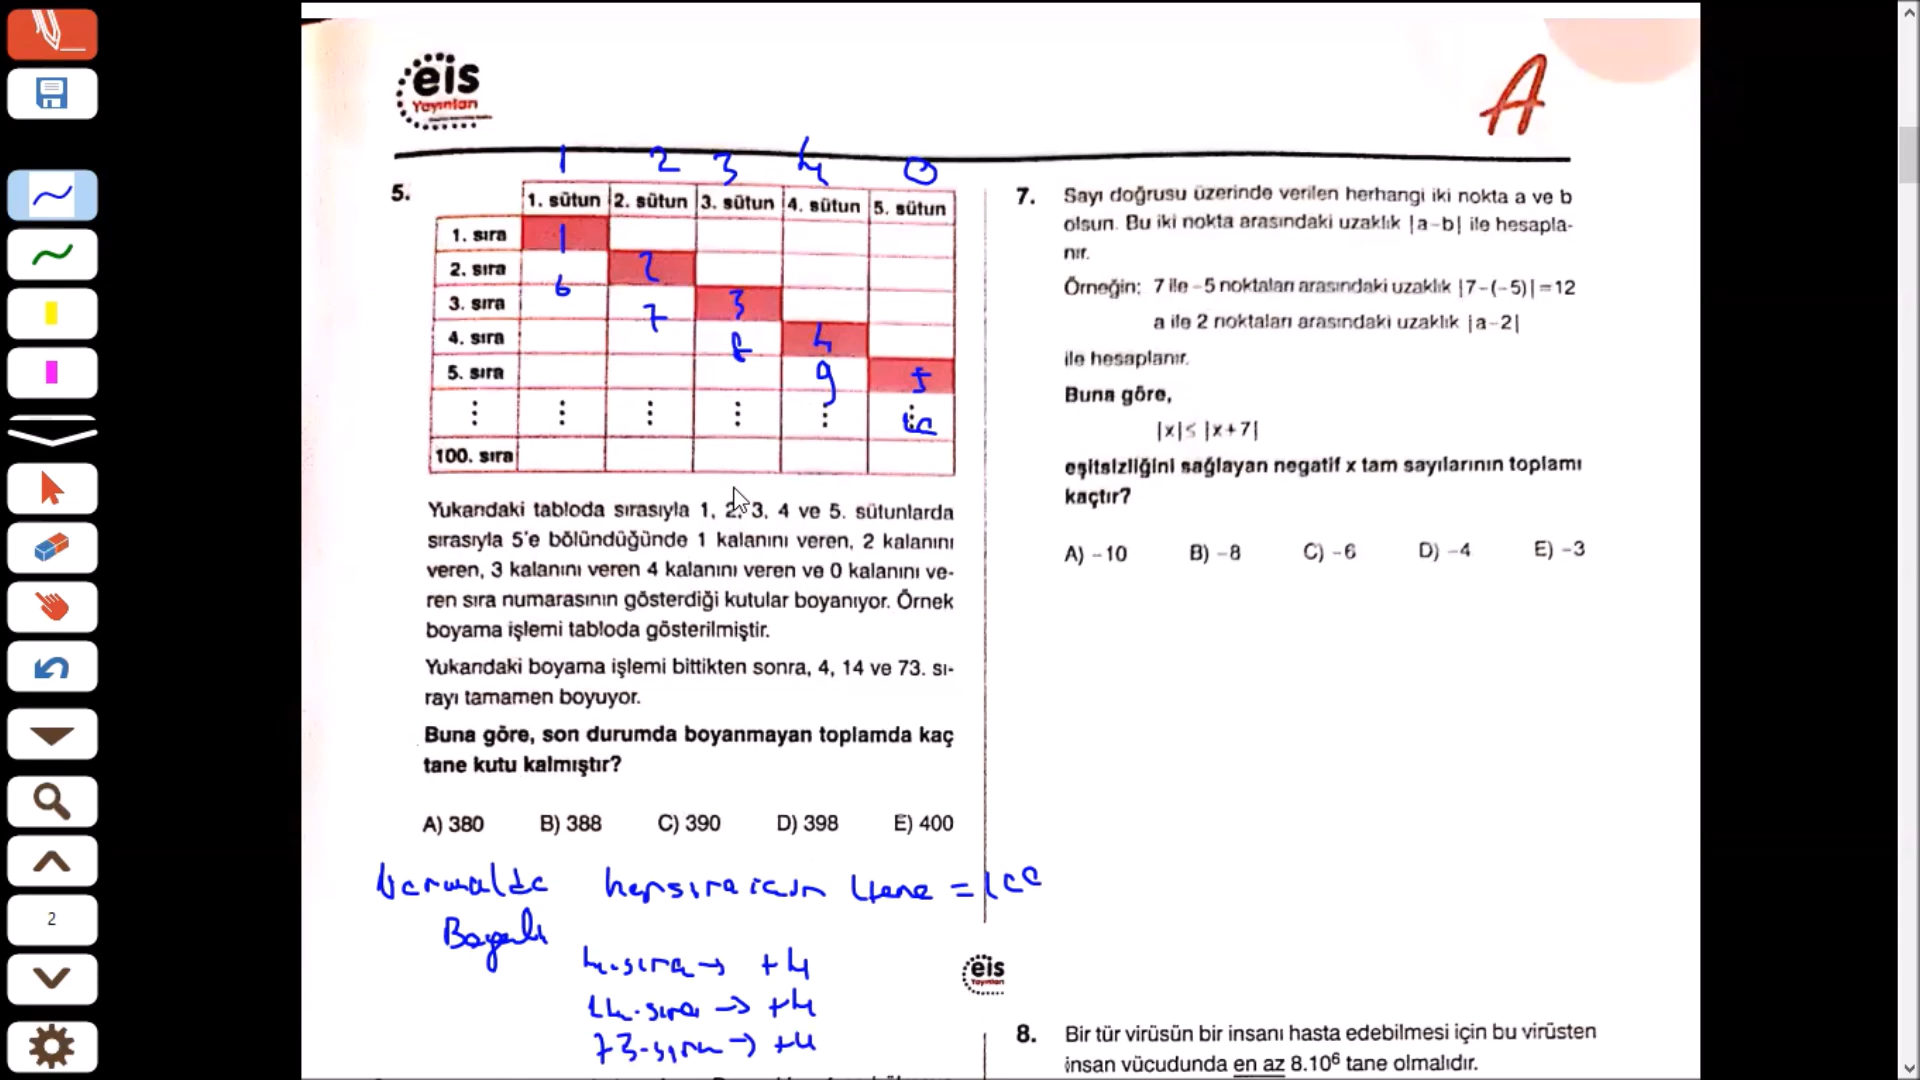 eis
Yayınları
A
1 2 3 4 0
5.
1. sütun 2. sütun 3. sütun 4. sütun 5. sütun
1. sıra 1
2. sıra 2
6
3. sıra 3
7
4. sıra 4
8
5. sıra 9 5
⋮ ⋮ ⋮ ⋮ ⋮ ⋮
10
100. sıra
Yukarıdaki tabloda sırasıyla 1, 2, 3, 4 ve 5. sütunlarda
sırasıyla 5'e bölündüğünde 1 kalanını veren, 2 kalanını
veren, 3 kalanını veren 4 kalanını veren ve 0 kalanını ve-
ren sıra numarasının gösterdiği kutular boyanıyor. Örnek
boyama işlemi tabloda gösterilmiştir.
Yukarıdaki boyama işlemi bittikten sonra, 4, 14 ve 73. sı-
rayı tamamen boyuyor.
Buna göre, son durumda boyanmayan toplamda kaç
tane kutu kalmıştır?
A) 380 B) 388 C) 390 D) 398 E) 400
Normalde her sıra için 1 tane = 100
Boyalı
4. sıra → +4
14. sıra → +4
73. sıra → +4
7. Sayı doğrusu üzerinde verilen herhangi iki nokta a ve b
olsun. Bu iki nokta arasındaki uzaklık |a-b| ile hesapla-
nır.
Örneğin; 7 ile -5 noktaları arasındaki uzaklık |7-(-5)|=12
a ile 2 noktaları arasındaki uzaklık |a-2|
ile hesaplanır.
Buna göre,
|x|≤ |x+7|
eşitsizliğini sağlayan negatif x tam sayılarının toplamı
kaçtır?
A) -10 B) -8 C) -6 D) -4 E) -3
eis
Yayınları
8. Bir tür virüsün bir insanı hasta edebilmesi için bu virüsten
insan vücudunda en az 8.10⁶ tane olmalıdır.
2